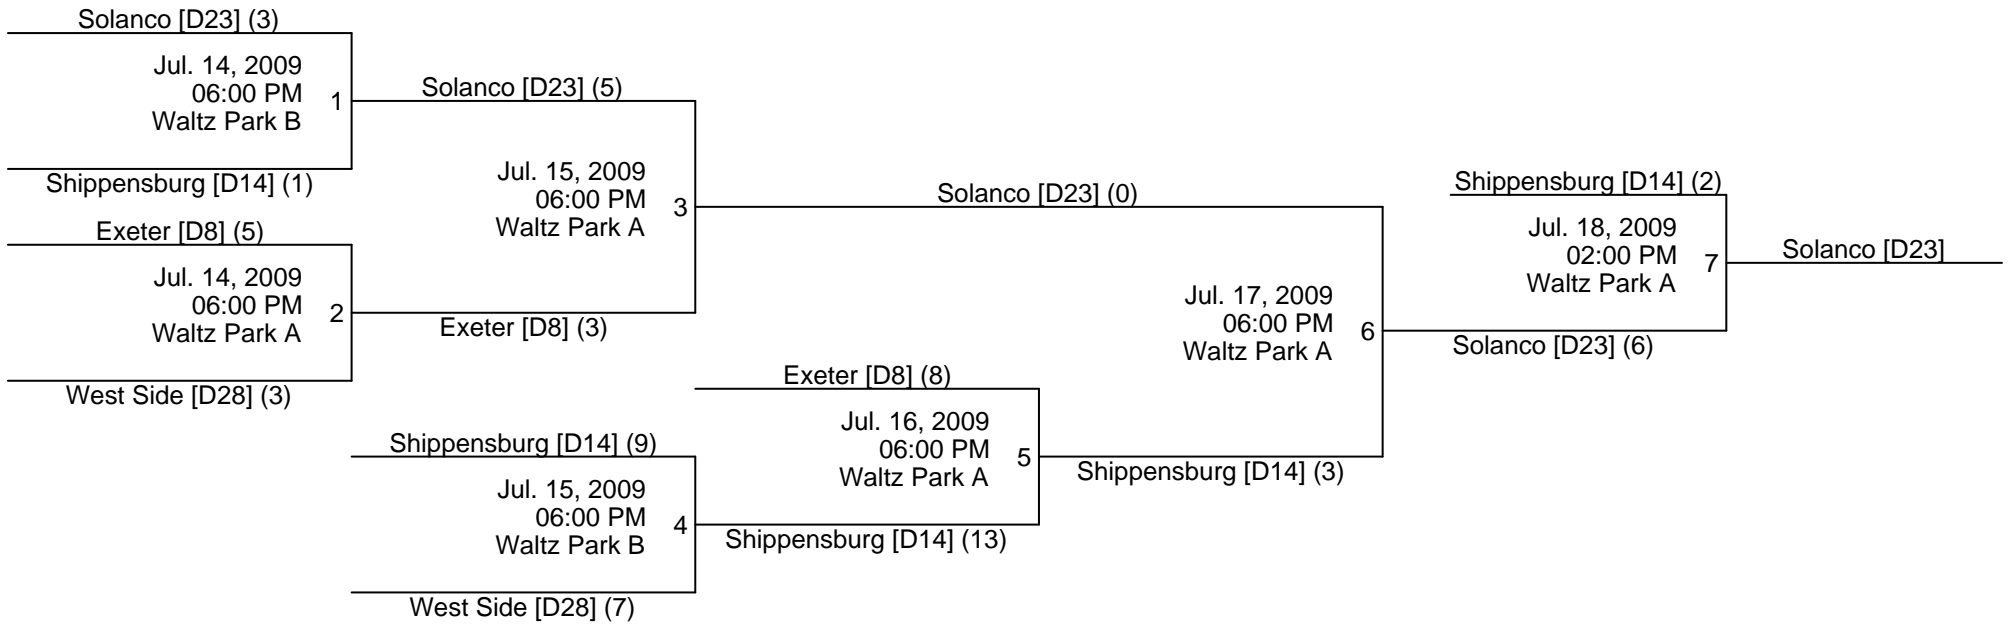 Solanco [D23] (3)
Jul. 14, 2009
06:00 PM
Waltz Park B
1
Shippensburg [D14] (1)
Exeter [D8] (5)
Jul. 14, 2009
06:00 PM
Waltz Park A
2
West Side [D28] (3)
Solanco [D23] (5)
Jul. 15, 2009
06:00 PM
Waltz Park A
3
Exeter [D8] (3)
Shippensburg [D14] (9)
Jul. 15, 2009
06:00 PM
Waltz Park B
4
West Side [D28] (7)
Exeter [D8] (8)
Jul. 16, 2009
06:00 PM
Waltz Park A
5
Shippensburg [D14] (13)
Solanco [D23] (0)
Jul. 17, 2009
06:00 PM
Waltz Park A
6
Shippensburg [D14] (3)
Shippensburg [D14] (2)
Jul. 18, 2009
02:00 PM
Waltz Park A
7
Solanco [D23] (6)
Solanco [D23]